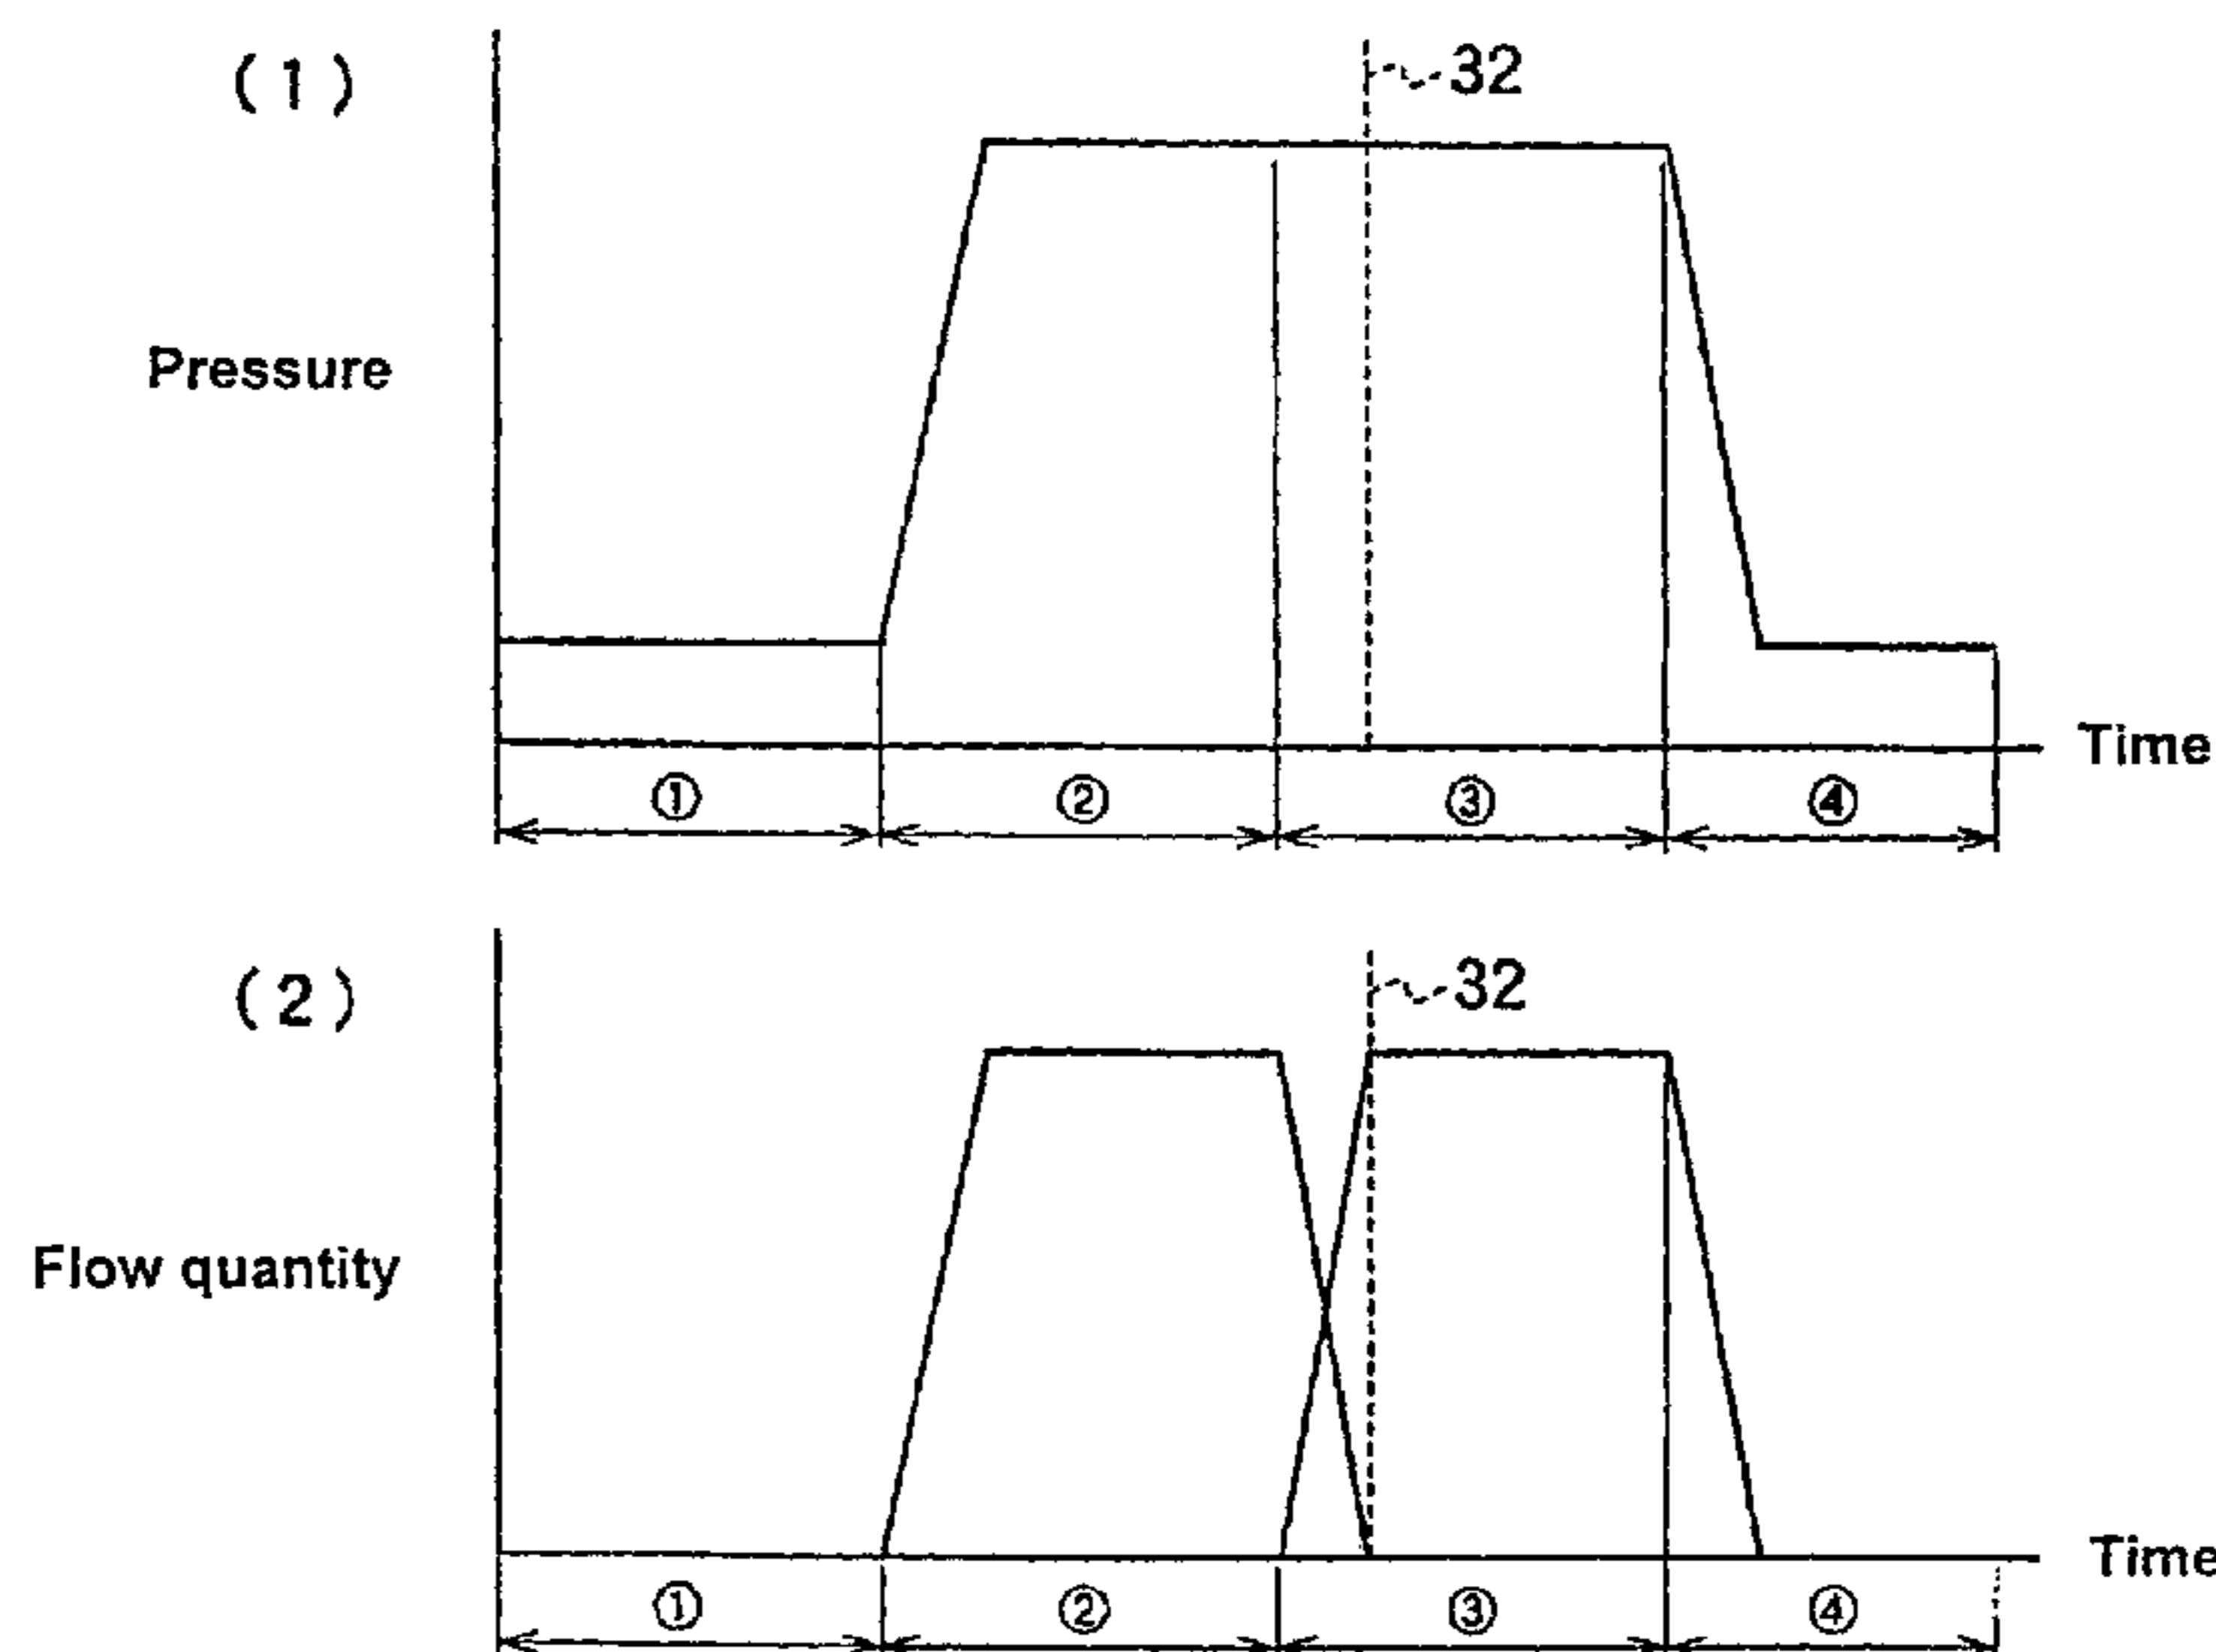 (1)
32
Pressure
Time
① ② ③ ④
(2)
32
Flow quantity
Time
① ② ③ ④